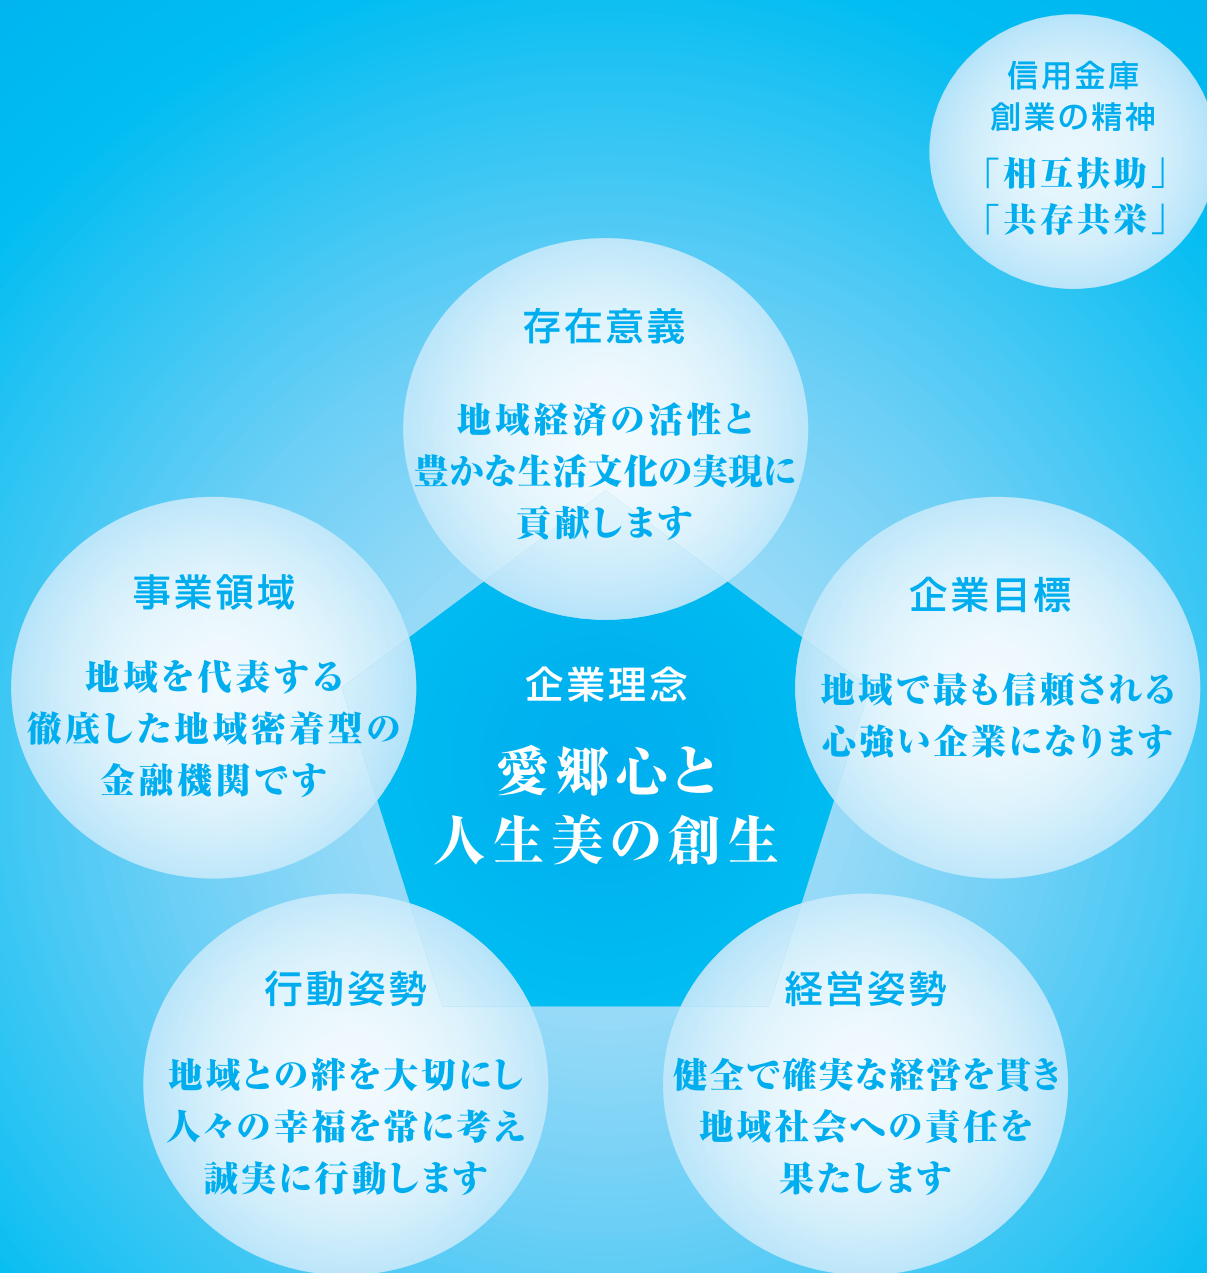 信用金庫
創業の精神
「相互扶助」
「共存共栄」
存在意義
地域経済の活性と
豊かな生活文化の実現に
貢献します
事業領域
地域を代表する
徹底した地域密着型の
金融機関です
企業理念
愛郷心と
人生美の創生
企業目標
地域で最も信頼される
心強い企業になります
行動姿勢
地域との絆を大切にし
人々の幸福を常に考え
誠実に行動します
経営姿勢
健全で確実な経営を貫き
地域社会への責任を
果たします